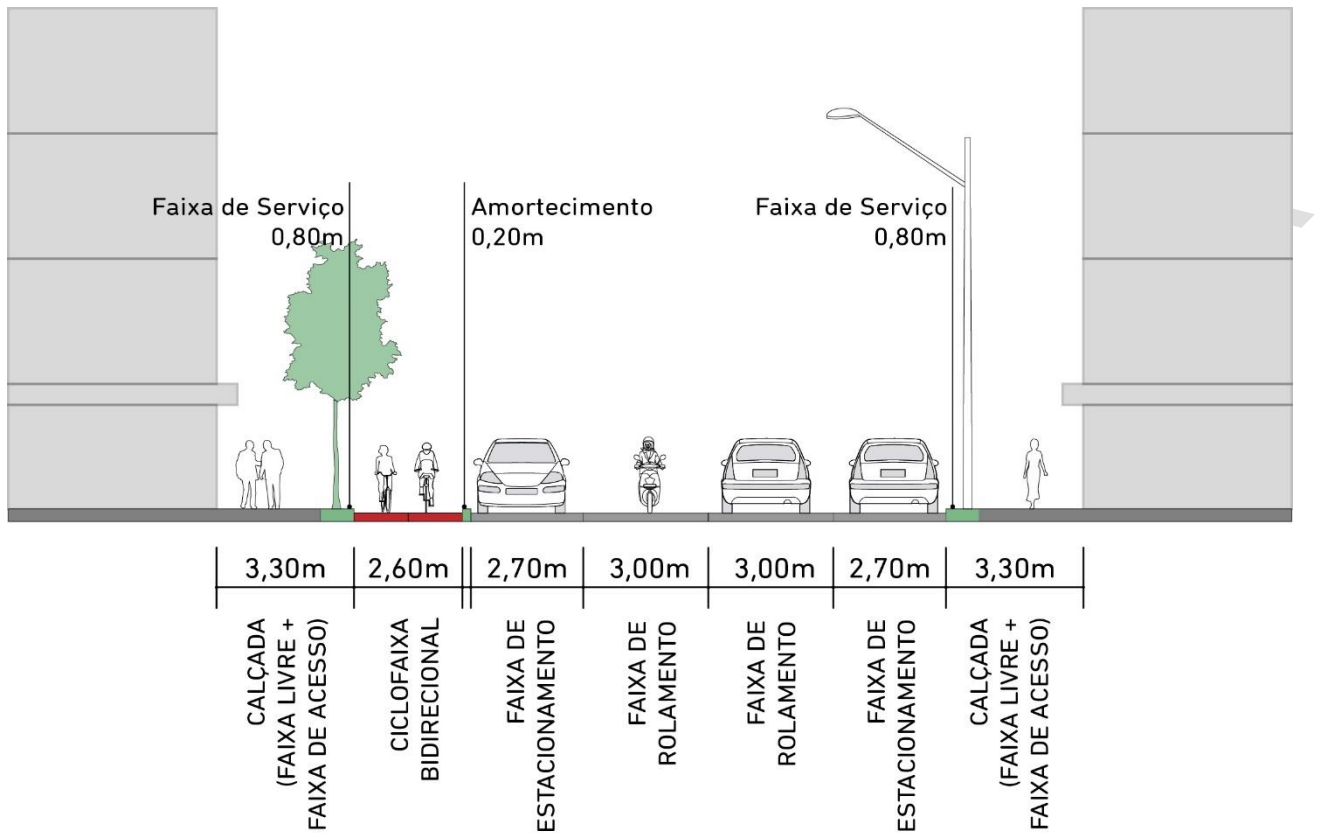 Faixa de Serviço
0,80m
Amortecimento
0,20m
Faixa de Serviço
0,80m
3,30m
2,60m
2,70m
3,00m
3,00m
2,70m
3,30m
CALÇADA
(FAIXA LIVRE +
FAIXA DE ACESSO)
CICLOFAIXA
BIDIRECIONAL
FAIXA DE
ESTACIONAMENTO
FAIXA DE
ROLAMENTO
FAIXA DE
ROLAMENTO
FAIXA DE
ESTACIONAMENTO
CALÇADA
(FAIXA LIVRE +
FAIXA DE ACESSO)